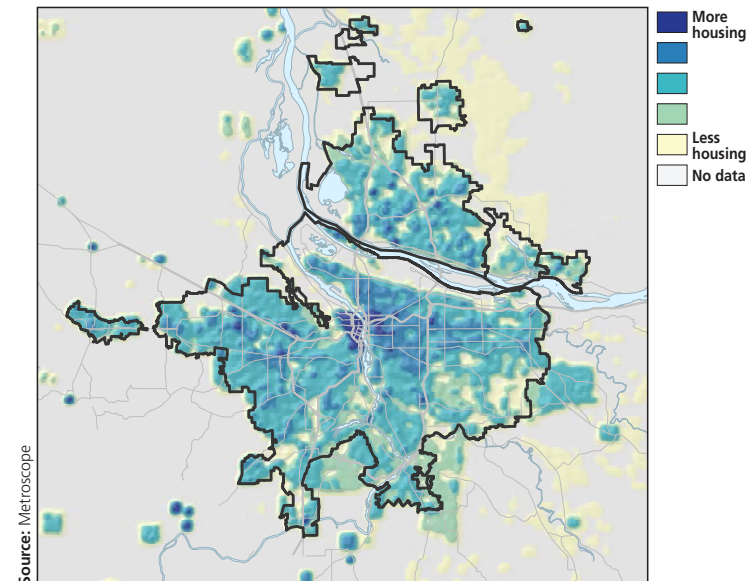 More
housing
Less
housing
No data
Source: Metroscope